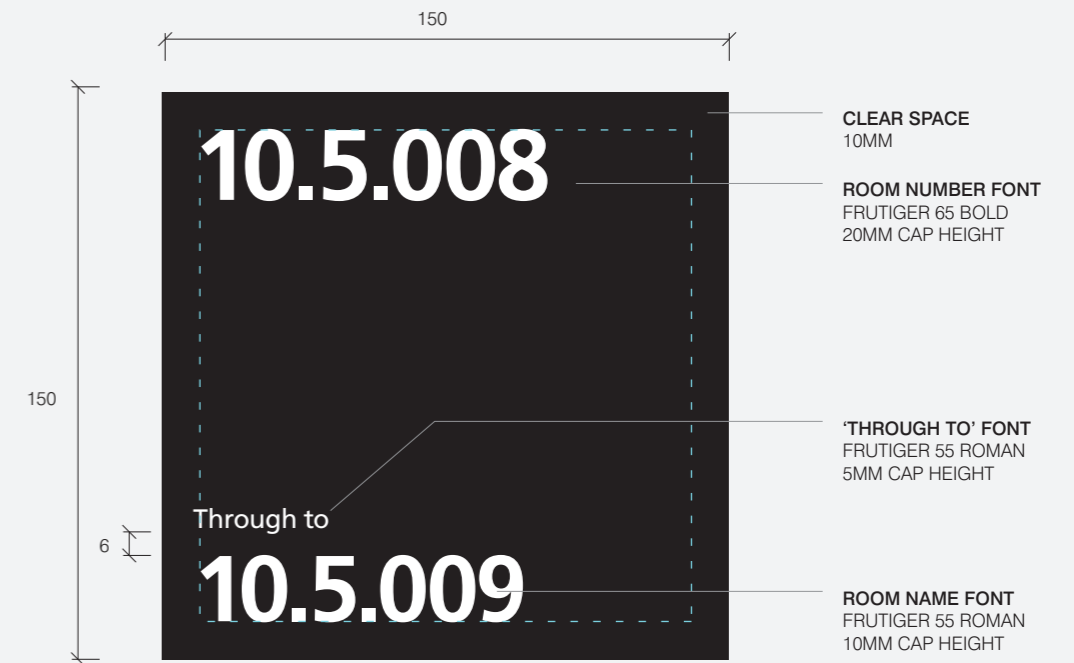 150
CLEAR SPACE
10MM
10.5.008
ROOM NUMBER FONT
FRUTIGER 65 BOLD
20MM CAP HEIGHT
150
‘THROUGH TO’ FONT
FRUTIGER 55 ROMAN
5MM CAP HEIGHT
Through to
6
10.5.009
ROOM NAME FONT
FRUTIGER 55 ROMAN
10MM CAP HEIGHT